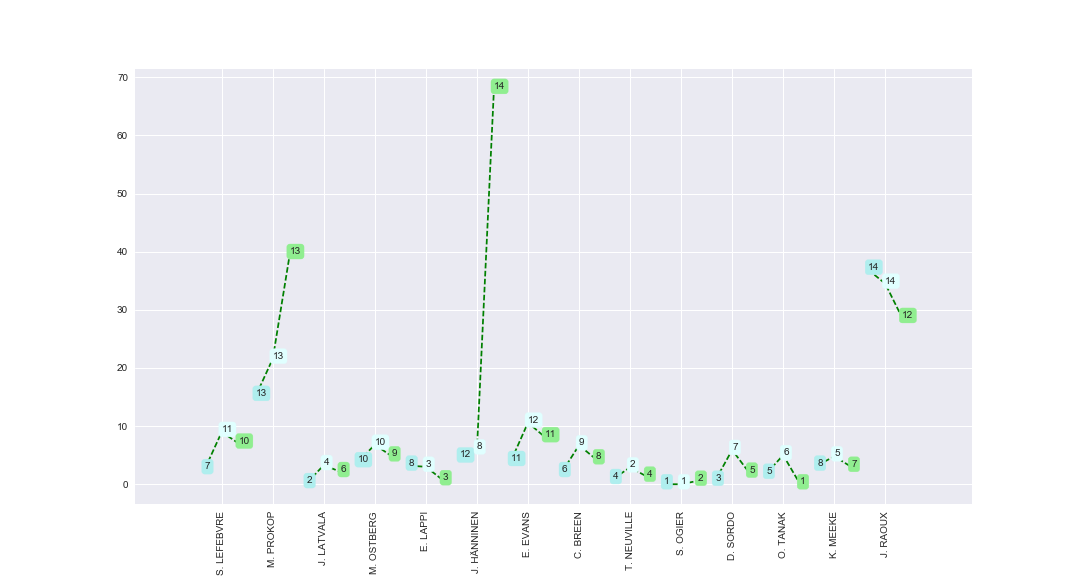 70
60
50
40
30
20
10
0
7 11 10
13 13 13
2 4 6
10 10 9
8 3 3
12 8 14
11 12 11
6 9 8
4 2 4
1 1 2
3 7 5
5 6 1
8 5 7
14 14 12
S. LEFEBVRE
M. PROKOP
J. LATVALA
M. OSTBERG
E. LAPPI
J. HANNINEN
E. EVANS
C. BREEN
T. NEUVILLE
S. OGIER
D. SORDO
O. TANAK
K. MEEKE
J. RAOUX